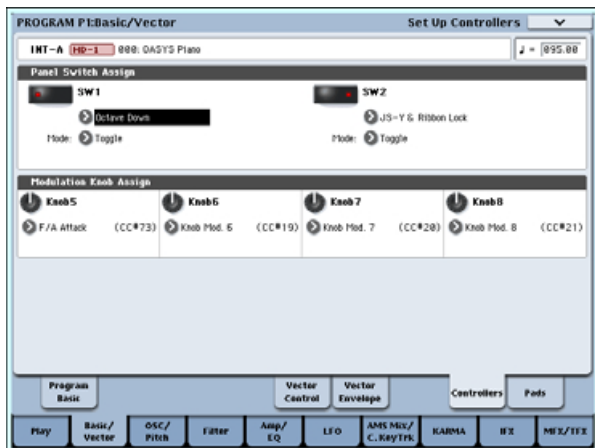 PROGRAM P1:Basic/Vector Set Up Controllers
INT-A HD-1 000: OASYS Piano ♩ = 095.00
Panel Switch Assign
SW1 SW2
Octave Down JS-Y & Ribbon Lock
Mode: Toggle Mode: Toggle
Modulation Knob Assign
Knob5 Knob6 Knob7 Knob8
F/A Attack (CC#73) Knob Mod. 6 (CC#19) Knob Mod. 7 (CC#20) Knob Mod. 8 (CC#21)
Program Basic Vector Control Vector Envelope Controllers Pads
Play Basic/Vector OSC/Pitch Filter Amp/EQ LFO AMS Mix/C.KeyTrk KARMA IFX MFX/TFX